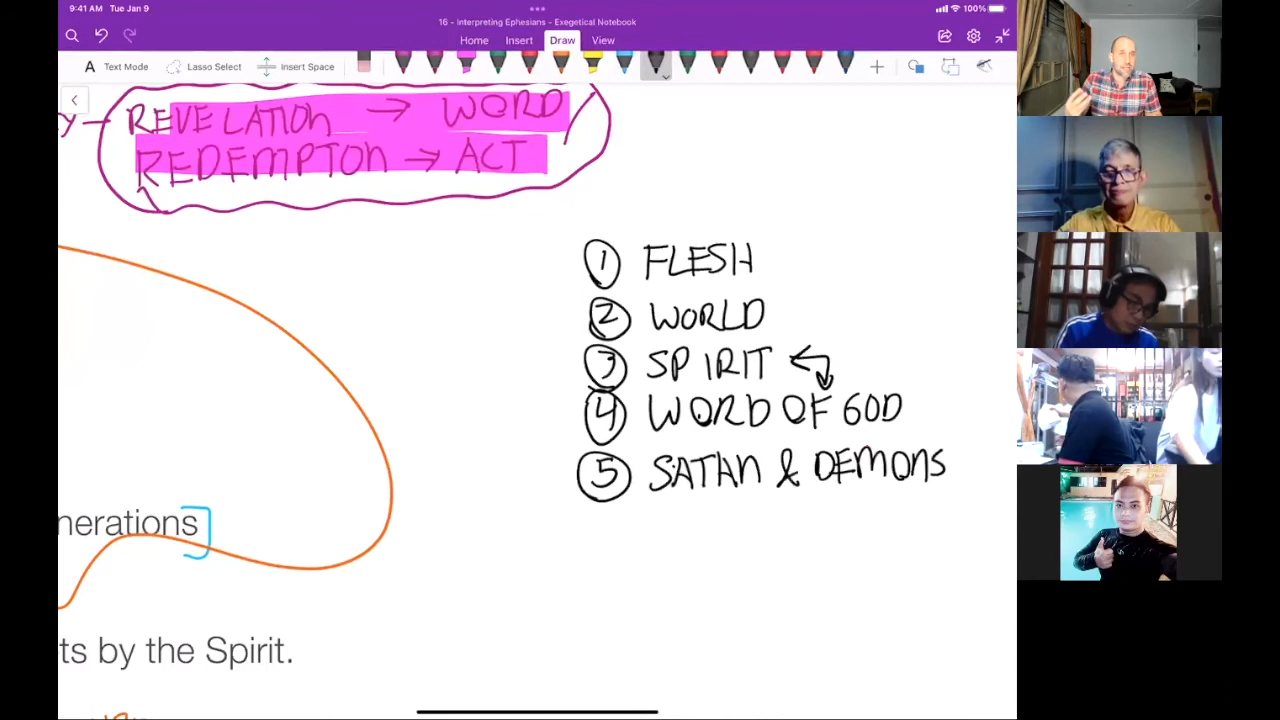 9:41 AM Tue Jan 9
100%
16 - Interpreting Ephesians - Exegetical Notebook
Home Insert Draw View
A Text Mode Lasso Select Insert Space
Y - REVELATION → WORD
REDEMPTON → ACT
1 FLESH
2 WORLD
3 SPIRIT
4 WORD OF GOD
5 SATAN & DEMONS
nerations]
ts by the Spirit.